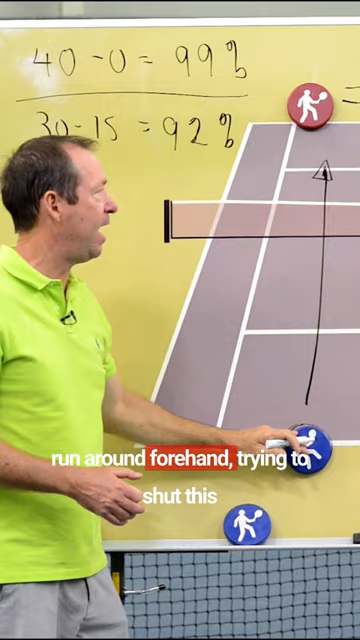 40-0 = 99%
30-15 = 92%
run around forehand, trying to
shut this